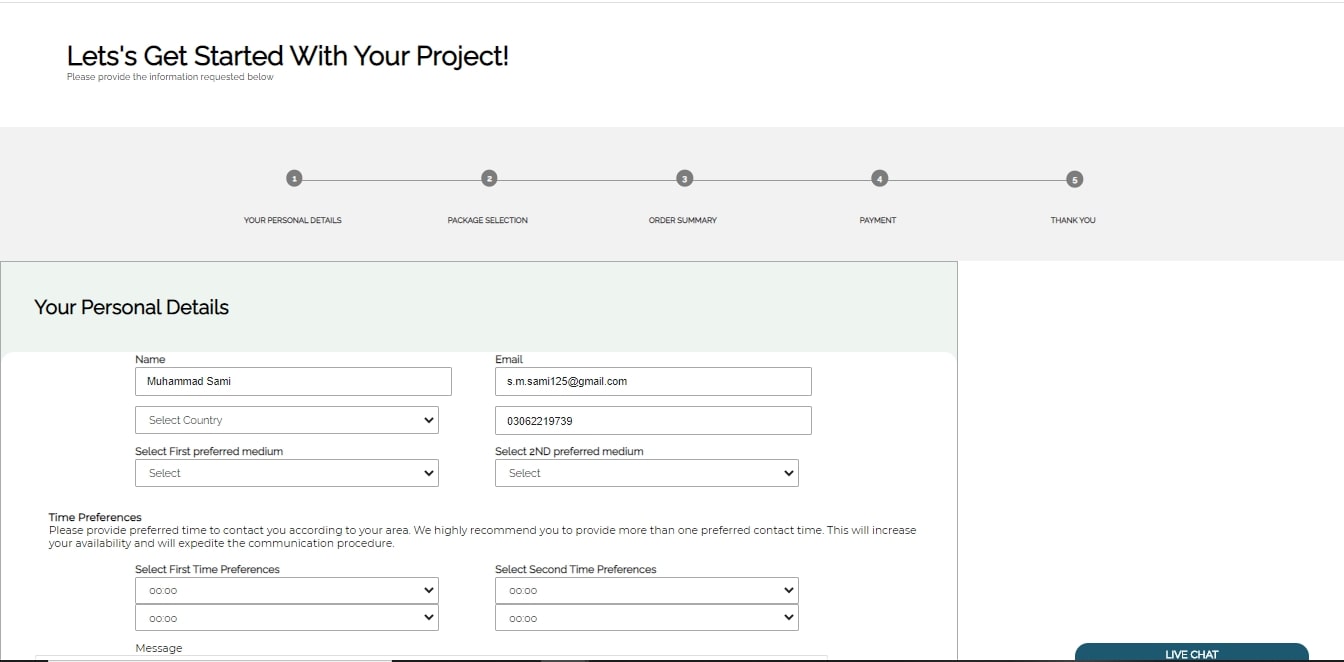 Lets's Get Started With Your Project!
Please provide the information requested below
1 2 3 4 5
YOUR PERSONAL DETAILS PACKAGE SELECTION ORDER SUMMARY PAYMENT THANK YOU
Your Personal Details
Name Email
Muhammad Sami s.m.sami125@gmail.com
Select Country 03062219739
Select First preferred medium Select 2ND preferred medium
Select Select
Time Preferences
Please provide preferred time to contact you according to your area. We highly recommend you to provide more than one preferred contact time. This will increase
your availability and will expedite the communication procedure.
Select First Time Preferences Select Second Time Preferences
00:00 00:00
00:00 00:00
Message
LIVE CHAT